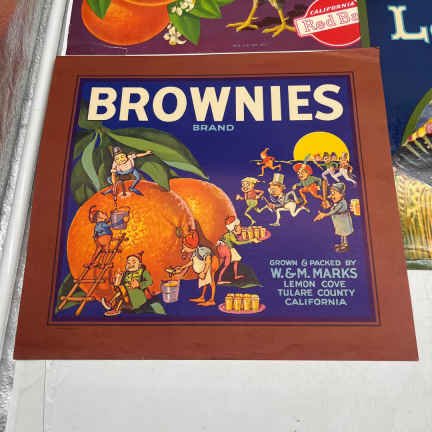 CALIFORNIA
Red Ba
L
BROWNIES
BRAND
GROWN & PACKED BY
W. & M. MARKS
LEMON COVE
TULARE COUNTY
CALIFORNIA